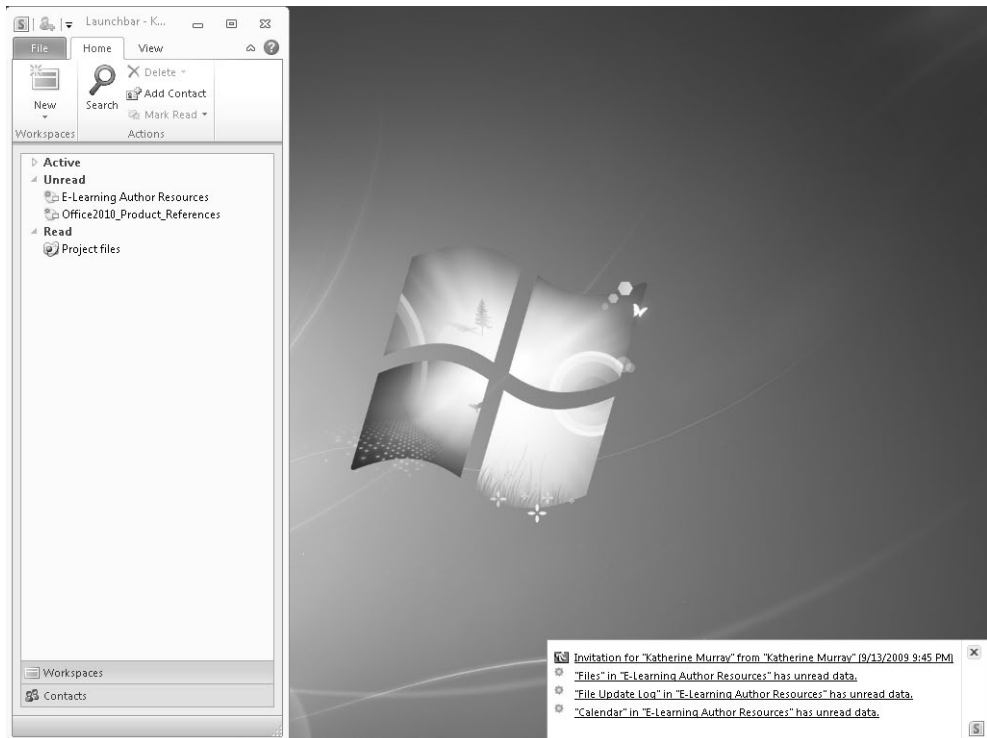 Launchbar - K...
File Home View
New Search Delete
Add Contact
Mark Read
Workspaces Actions
Active
Unread
E-Learning Author Resources
Office2010_Product_References
Read
Project files
Workspaces
Contacts
Invitation for "Katherine Murray" from "Katherine Murray" (9/13/2009 9:45 PM)
"Files" in "E-Learning Author Resources" has unread data.
"File Update Log" in "E-Learning Author Resources" has unread data.
"Calendar" in "E-Learning Author Resources" has unread data.